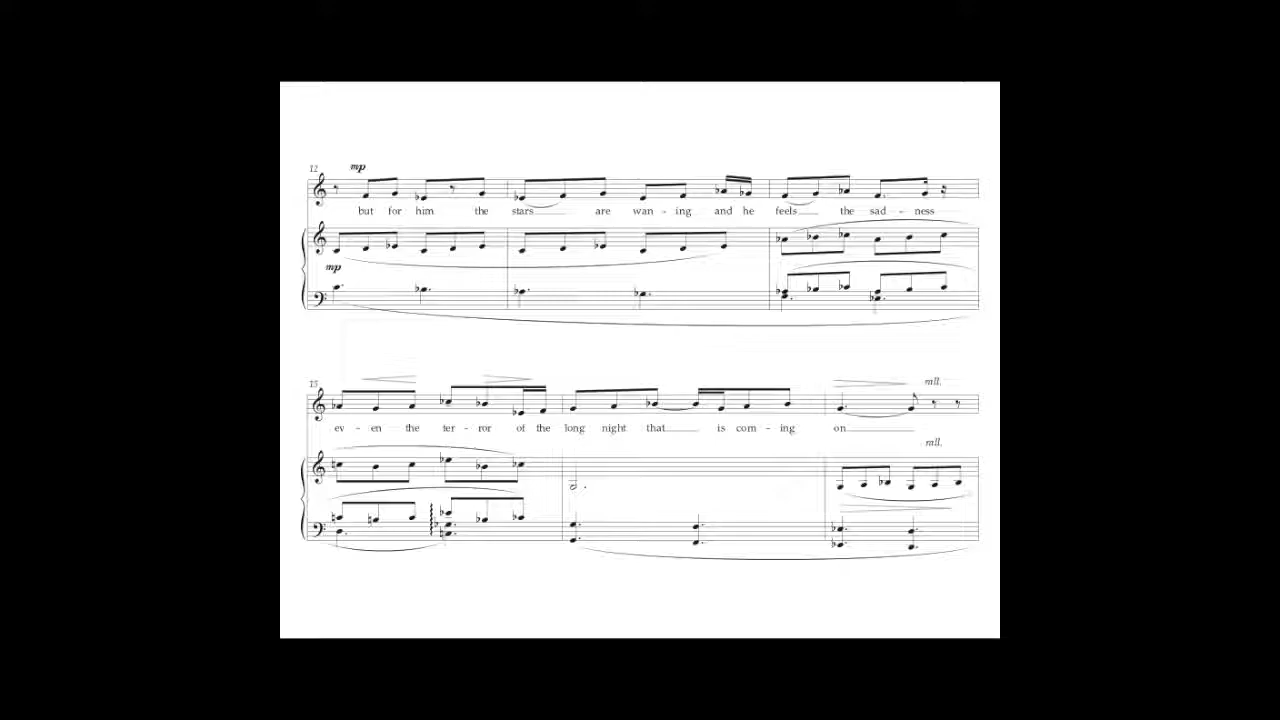 12
mp
but for him the stars are wan - ing and he feels the sad - ness
mp
15
rall.
ev - en the ter - ror of the long night that is com - ing on
rall.